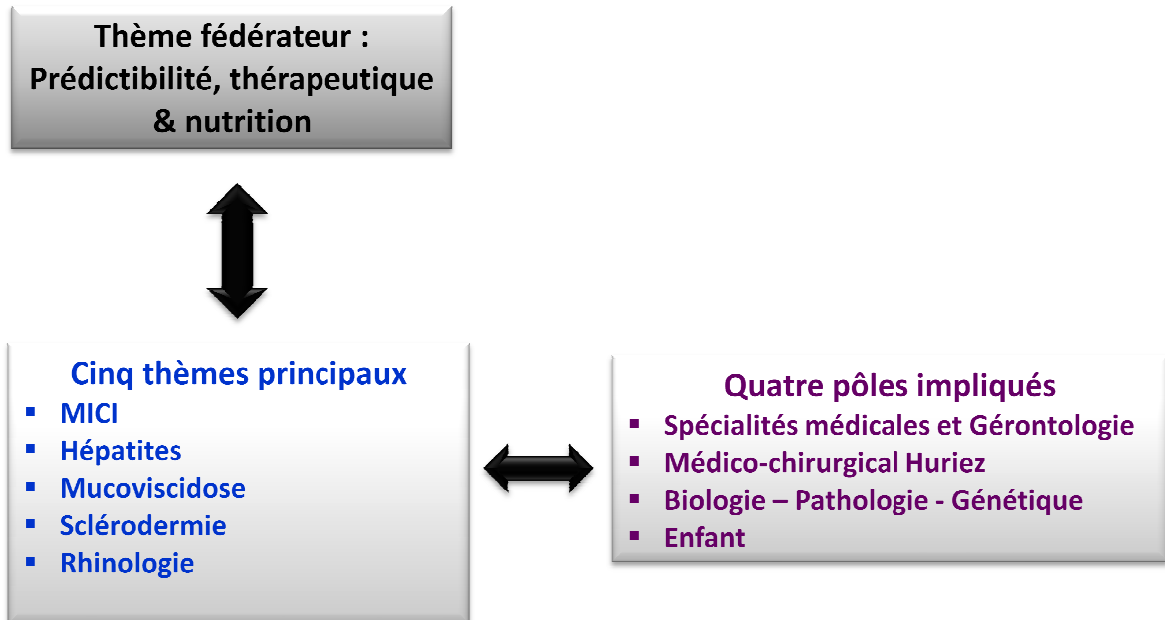 Thème fédérateur :
Prédictibilité, thérapeutique
& nutrition
Cinq thèmes principaux
▪ MICI
▪ Hépatites
▪ Mucoviscidose
▪ Sclérodermie
▪ Rhinologie
Quatre pôles impliqués
▪ Spécialités médicales et Gérontologie
▪ Médico-chirurgical Huriez
▪ Biologie – Pathologie - Génétique
▪ Enfant